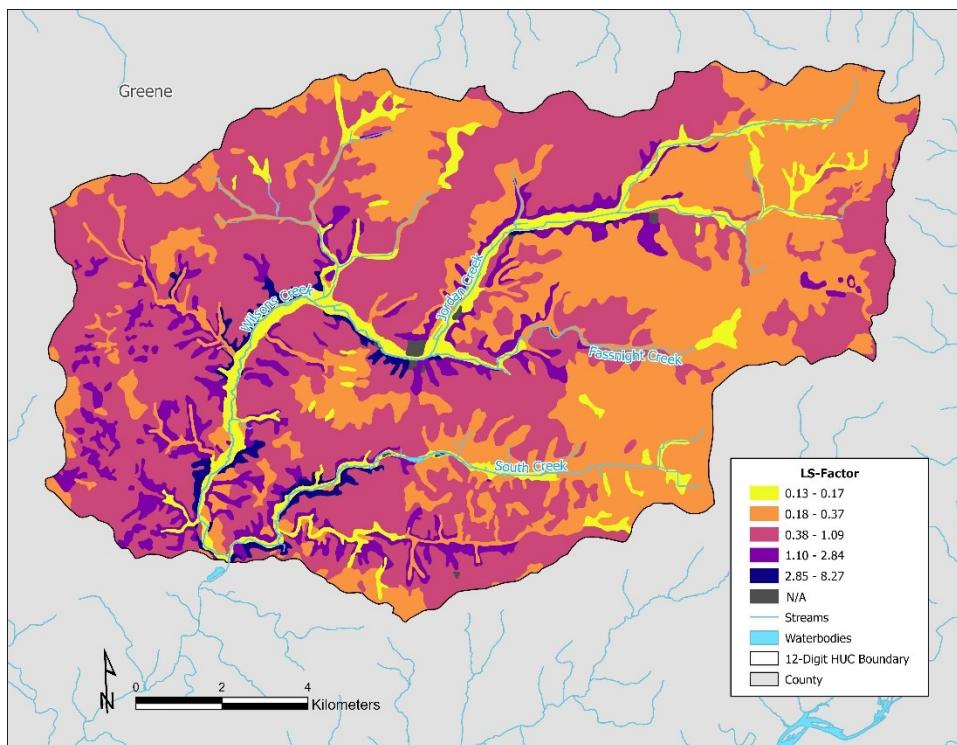 Greene
Wilsons Creek
Jordan Creek
Fassnight Creek
South Creek
LS-Factor
0.13 - 0.17
0.18 - 0.37
0.38 - 1.09
1.10 - 2.84
2.85 - 8.27
N/A
Streams
Waterbodies
12-Digit HUC Boundary
County
N
0 2 4
Kilometers